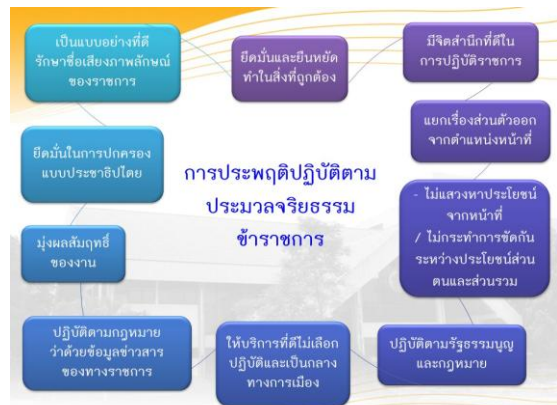 เป็นแบบอย่างที่ดี
รักษาชื่อเสียงภาพลักษณ์
ของราชการ
ยึดมั่นและยืนหยัด
ทำในสิ่งที่ถูกต้อง
มีจิตสำนึกที่ดีใน
การปฏิบัติราชการ
แยกเรื่องส่วนตัวออก
จากตำแหน่งหน้าที่
ยึดมั่นในการปกครอง
แบบประชาธิปไตย
การประพฤติปฏิบัติตาม
ประมวลจริยธรรม
ข้าราชการ
- ไม่แสวงหาประโยชน์
จากหน้าที่
/ ไม่กระทำการขัดกัน
ระหว่างประโยชน์ส่วน
ตนและส่วนรวม
มุ่งผลสัมฤทธิ์
ของงาน
ปฏิบัติตามกฎหมาย
ว่าด้วยข้อมูลข่าวสาร
ของทางราชการ
ให้บริการที่ดีไม่เลือก
ปฏิบัติและเป็นกลาง
ทางการเมือง
ปฏิบัติตามรัฐธรรมนูญ
และกฎหมาย